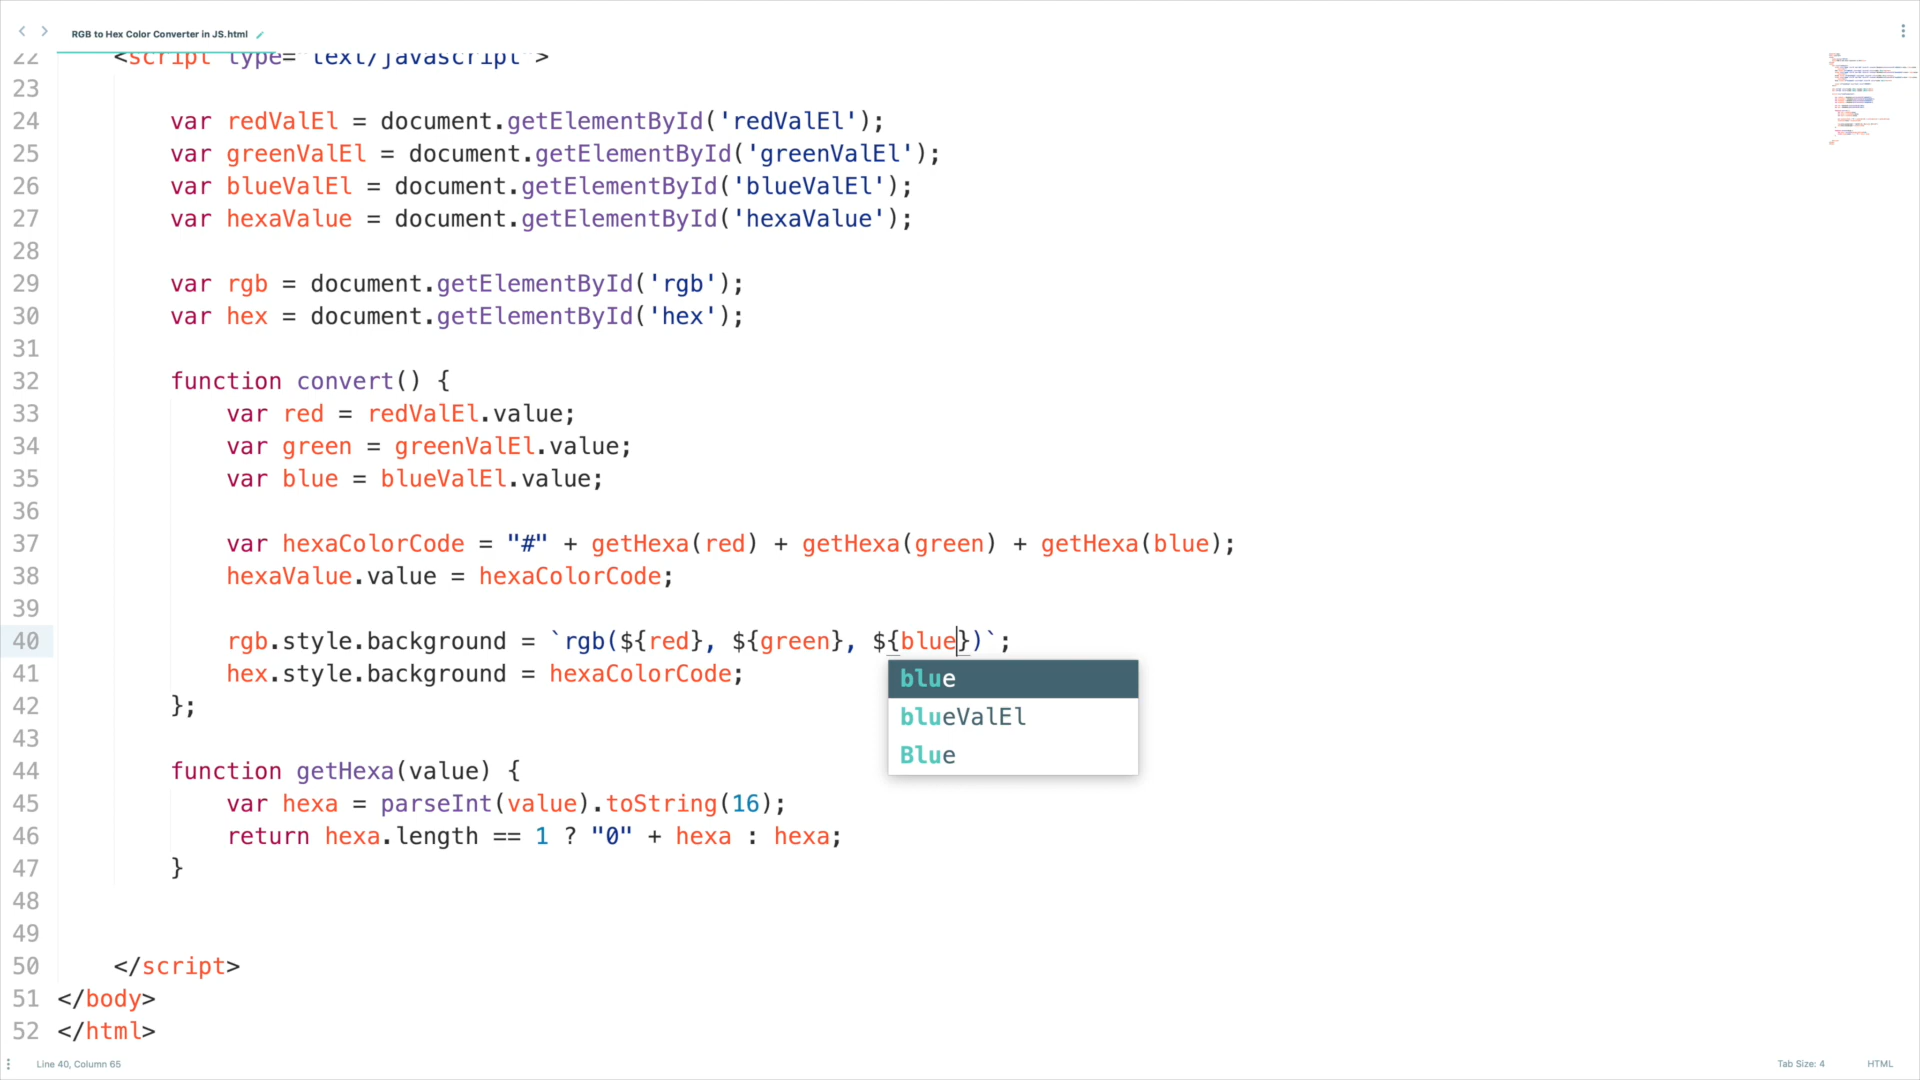 RGB to Hex Color Converter in JS.html
22 <script type="text/javascript">
23
24 var redValEl = document.getElementById('redValEl');
25 var greenValEl = document.getElementById('greenValEl');
26 var blueValEl = document.getElementById('blueValEl');
27 var hexaValue = document.getElementById('hexaValue');
28
29 var rgb = document.getElementById('rgb');
30 var hex = document.getElementById('hex');
31
32 function convert() {
33 var red = redValEl.value;
34 var green = greenValEl.value;
35 var blue = blueValEl.value;
36
37 var hexaColorCode = "#" + getHexa(red) + getHexa(green) + getHexa(blue);
38 hexaValue.value = hexaColorCode;
39
40 rgb.style.background = `rgb(${red}, ${green}, ${blue})`;
41 hex.style.background = hexaColorCode;
blue
42 };
blueValEl
43
Blue
44 function getHexa(value) {
45 var hexa = parseInt(value).toString(16);
46 return hexa.length == 1 ? "0" + hexa : hexa;
47 }
48
49
50 </script>
51 </body>
52 </html>
Line 40, Column 65
Tab Size: 4
HTML